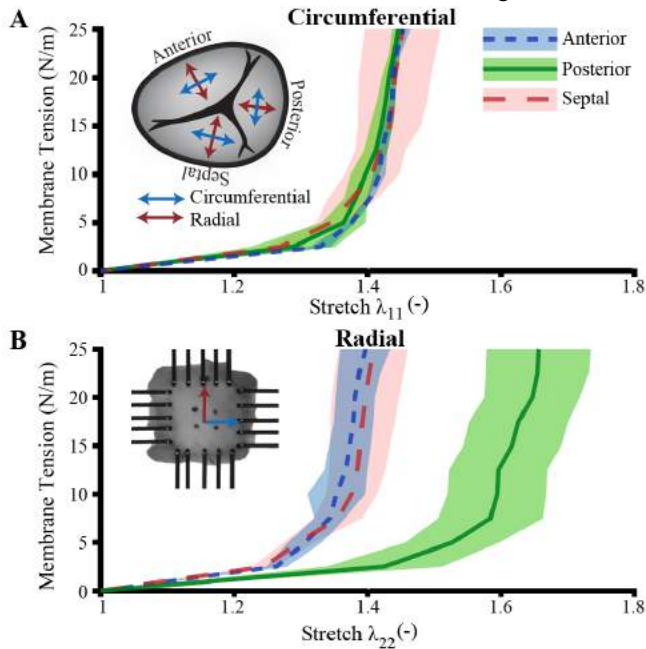 A
Circumferential
Membrane Tension (N/m)
25
20
15
10
5
0
Anterior
Posterior
Septal
Circumferential
Radial
Anterior
Posterior
Septal
1
1.2
1.4
1.6
1.8
Stretch λ11 (-)
B
Radial
Membrane Tension (N/m)
25
20
15
10
5
0
1
1.2
1.4
1.6
1.8
Stretch λ22 (-)